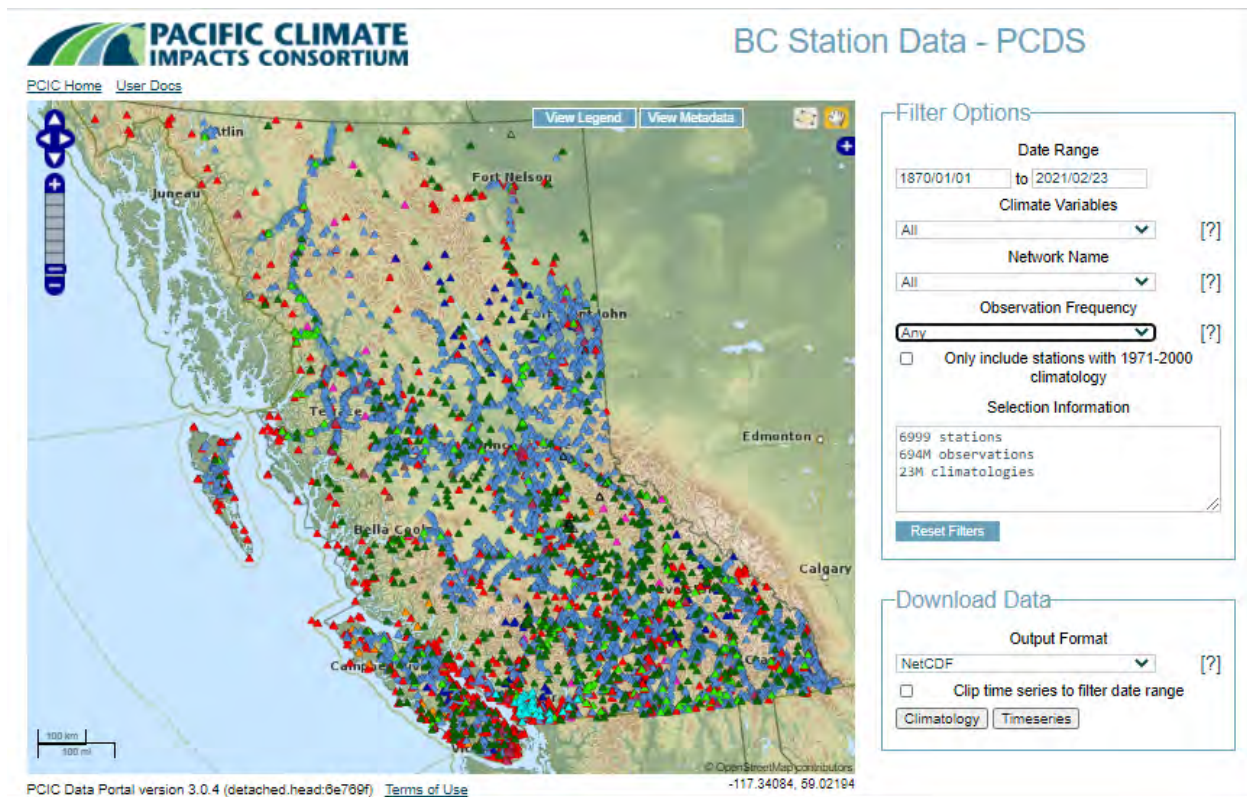 PACIFIC CLIMATE
IMPACTS CONSORTIUM
BC Station Data - PCDS
PCIC Home User Docs
View Legend View Metadata
Atlin
Juneau
Fort Nelson
Terrace
Edmonton
Bella Coola
Calgary
100 km
100 mi
© OpenStreetMap contributors
PCIC Data Portal version 3.0.4 (detached.head:6e769f) Terms of Use
-117.34084, 59.02194
Filter Options
Date Range
1870/01/01 to 2021/02/23
Climate Variables
All [?]
Network Name
All [?]
Observation Frequency
Any [?]
Only include stations with 1971-2000
climatology
Selection Information
6999 stations
694M observations
23M climatologies
Reset Filters
Download Data
Output Format
NetCDF [?]
Clip time series to filter date range
Climatology Timeseries